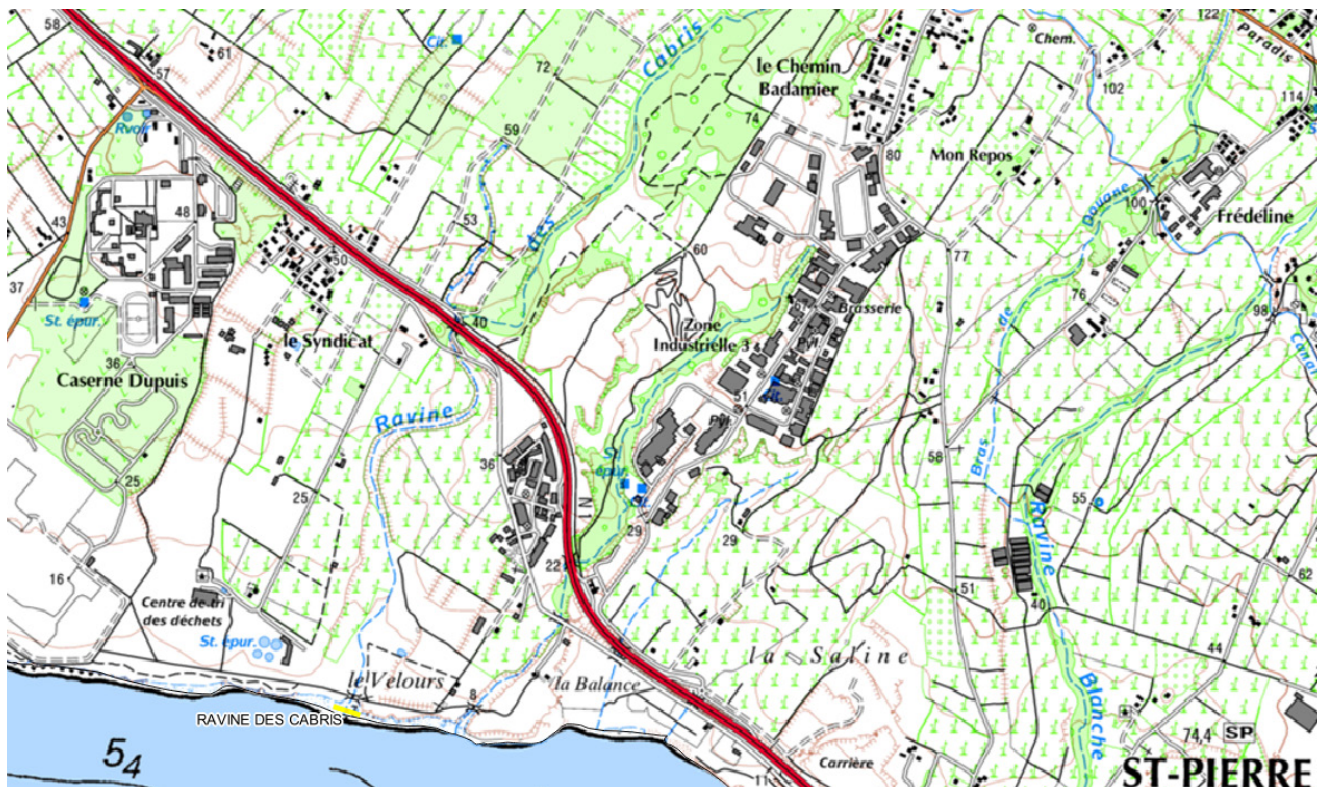 58
57
61
Cit.
72
Cabris
le Chemin
Badamier
74
Chem.
122
Paradis
102
114
Rvoir
59
80
Mon Repos
Douane
100
Frédeline
43
48
53
des
50
60
77
37
St. épur.
40
Zone
Industrielle 3
Brasserie
de
76
98
Canal
le Syndicat
36
Caserne Dupuis
Ravine
51
Pyl.
Pyl.
58
Bras
36
St.
épur.
25
25
N1
29
29
55
Ravine
22
16
51
40
62
Centre de tri
des déchets
St. épur.
la Saline
44
le Velours
8
la Balance
Blanche
RAVINE DES CABRIS
74,4
SP
5₄
Carrière
11
ST-PIERRE